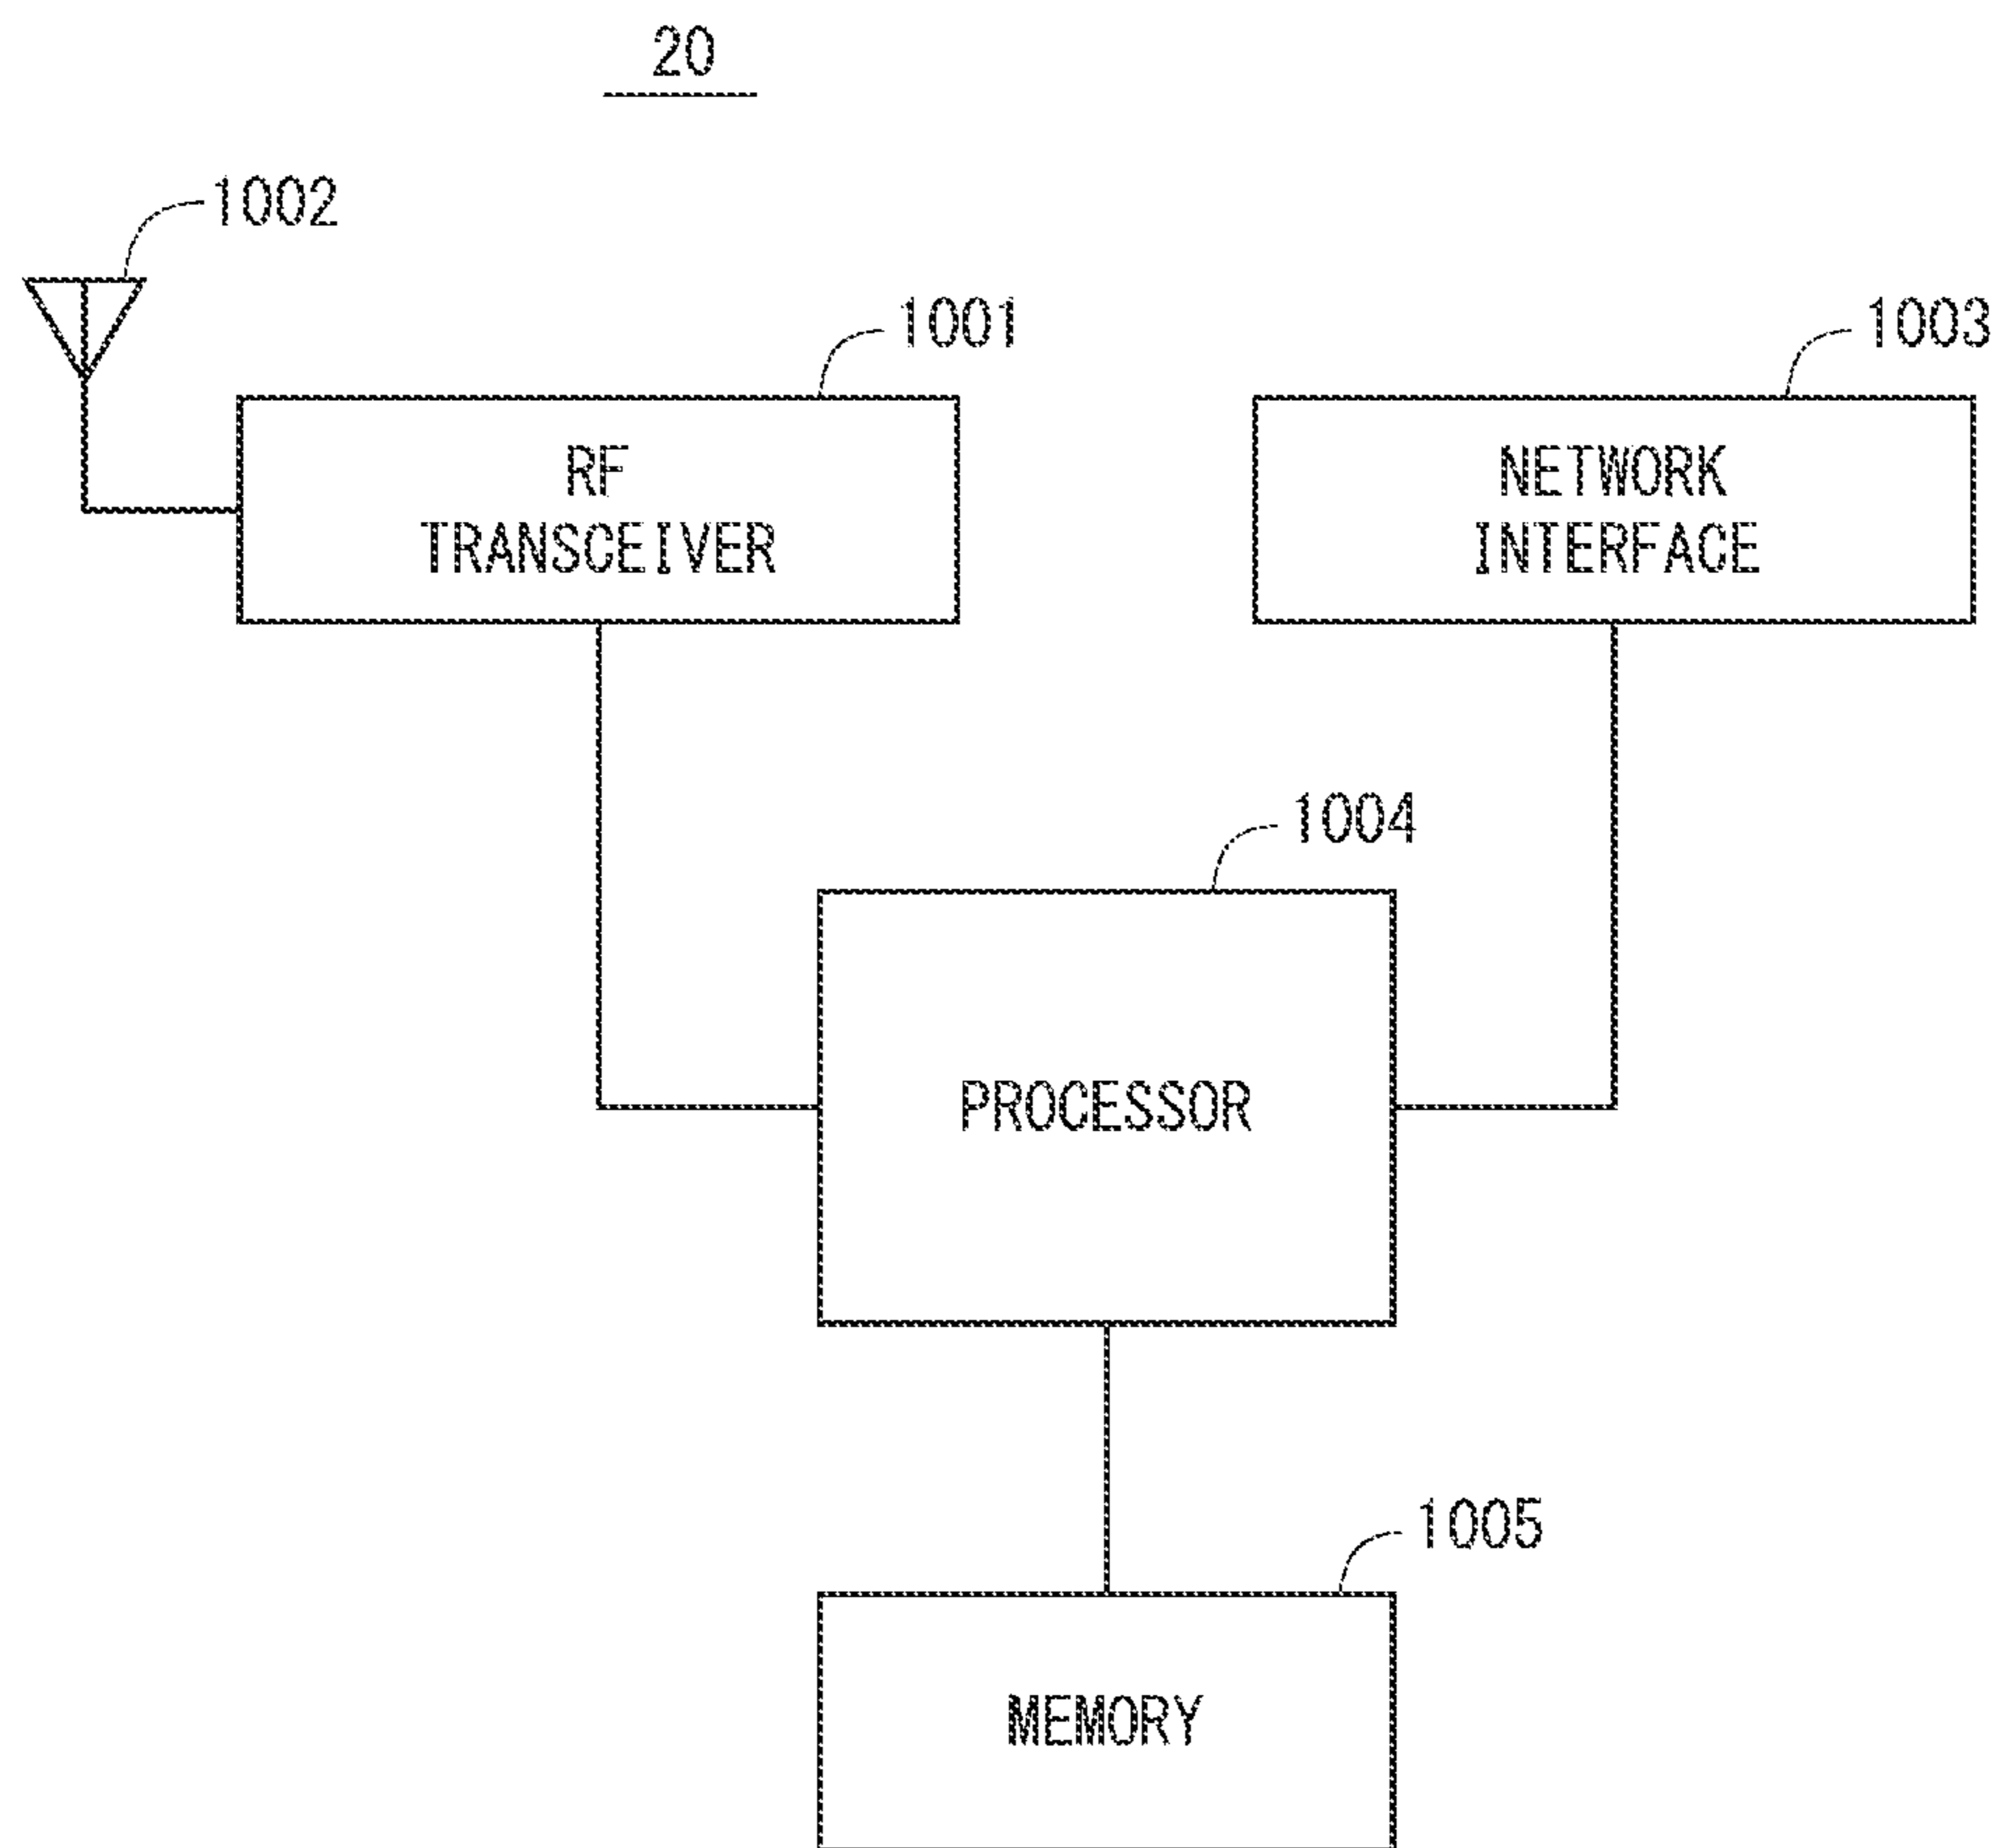 20
1002
1001
1003
RF
TRANSCEIVER
NETWORK
INTERFACE
1004
PROCESSOR
1005
MEMORY